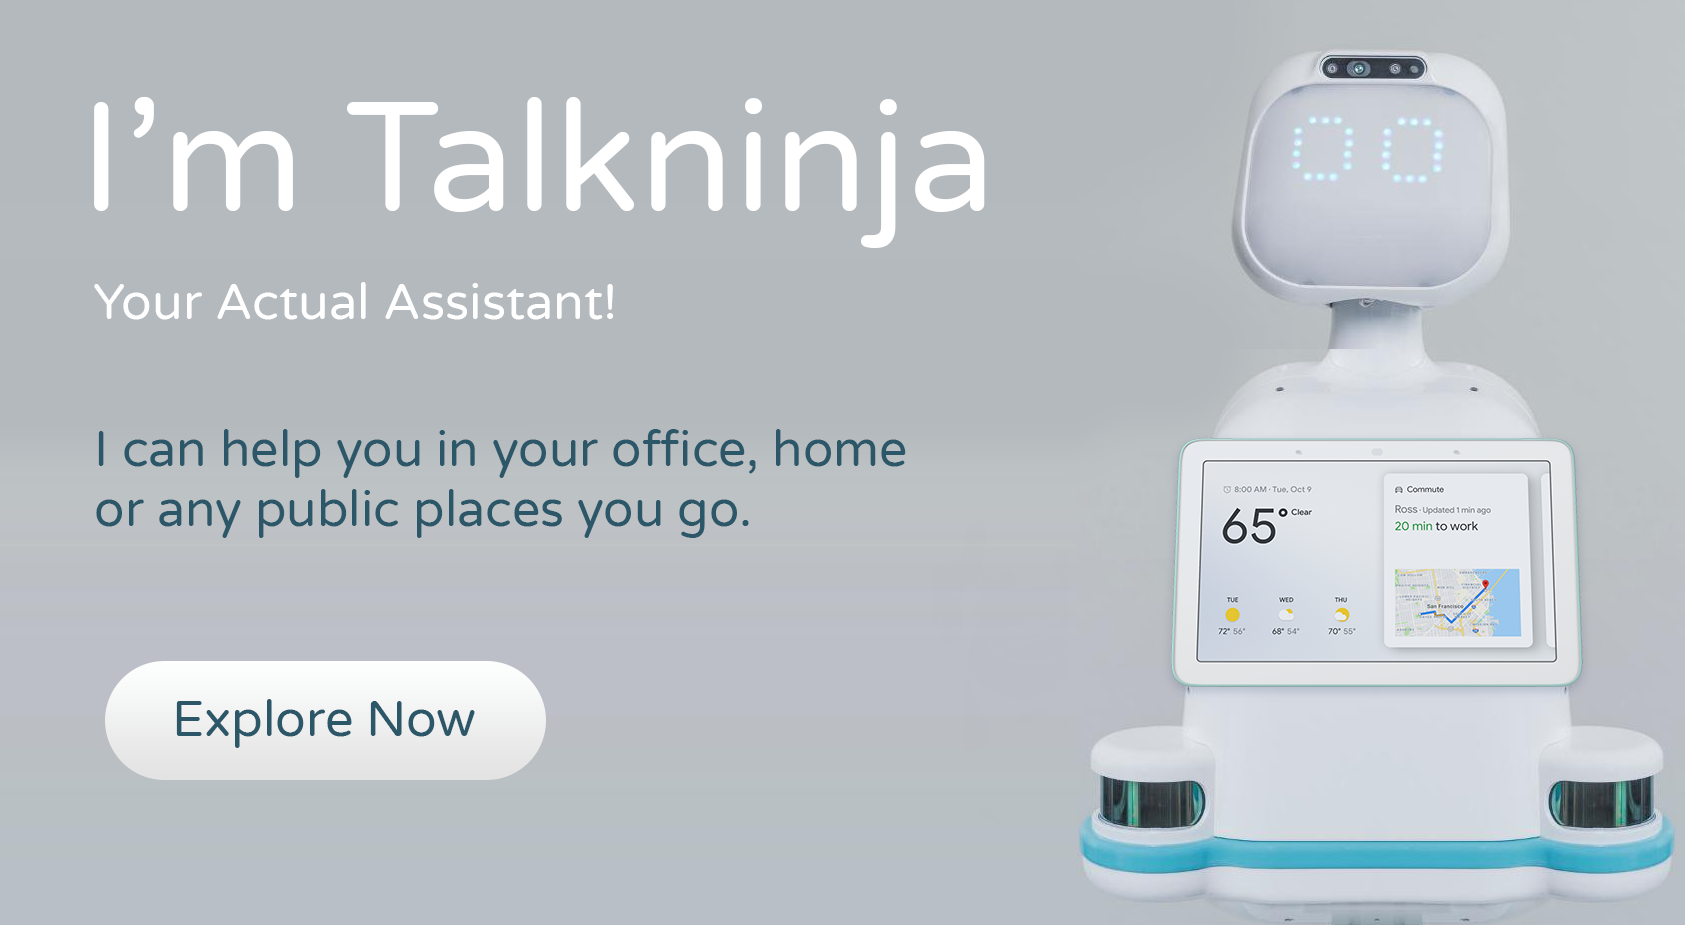 I'm Talkninja
Your Actual Assistant!
I can help you in your office, home
or any public places you go.
Explore Now
8:00 AM · Tue, Oct 9
65° Clear
TUE WED THU
72° 56° 68° 54° 70° 55°
Commute
Ross · Updated 1 min ago
20 min to work
San Francisco